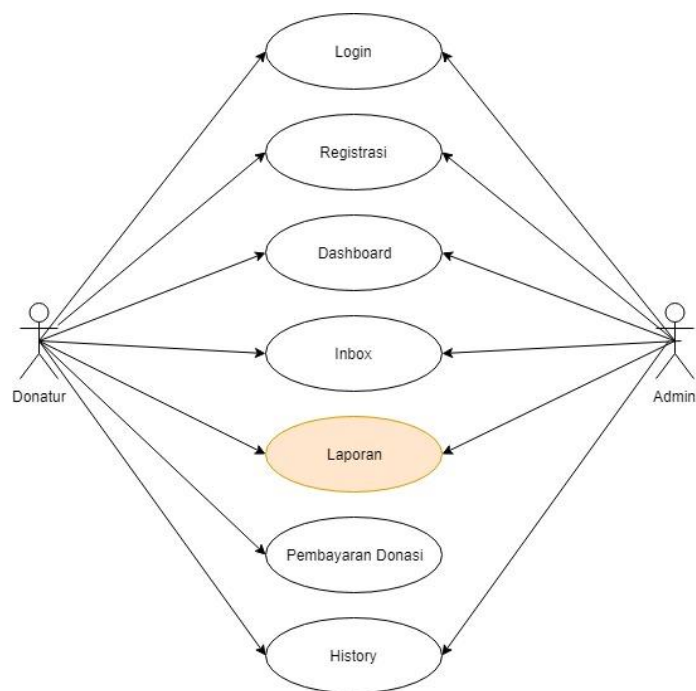 Login
Registrasi
Dashboard
Inbox
Donatur
Admin
Laporan
Pembayaran Donasi
History